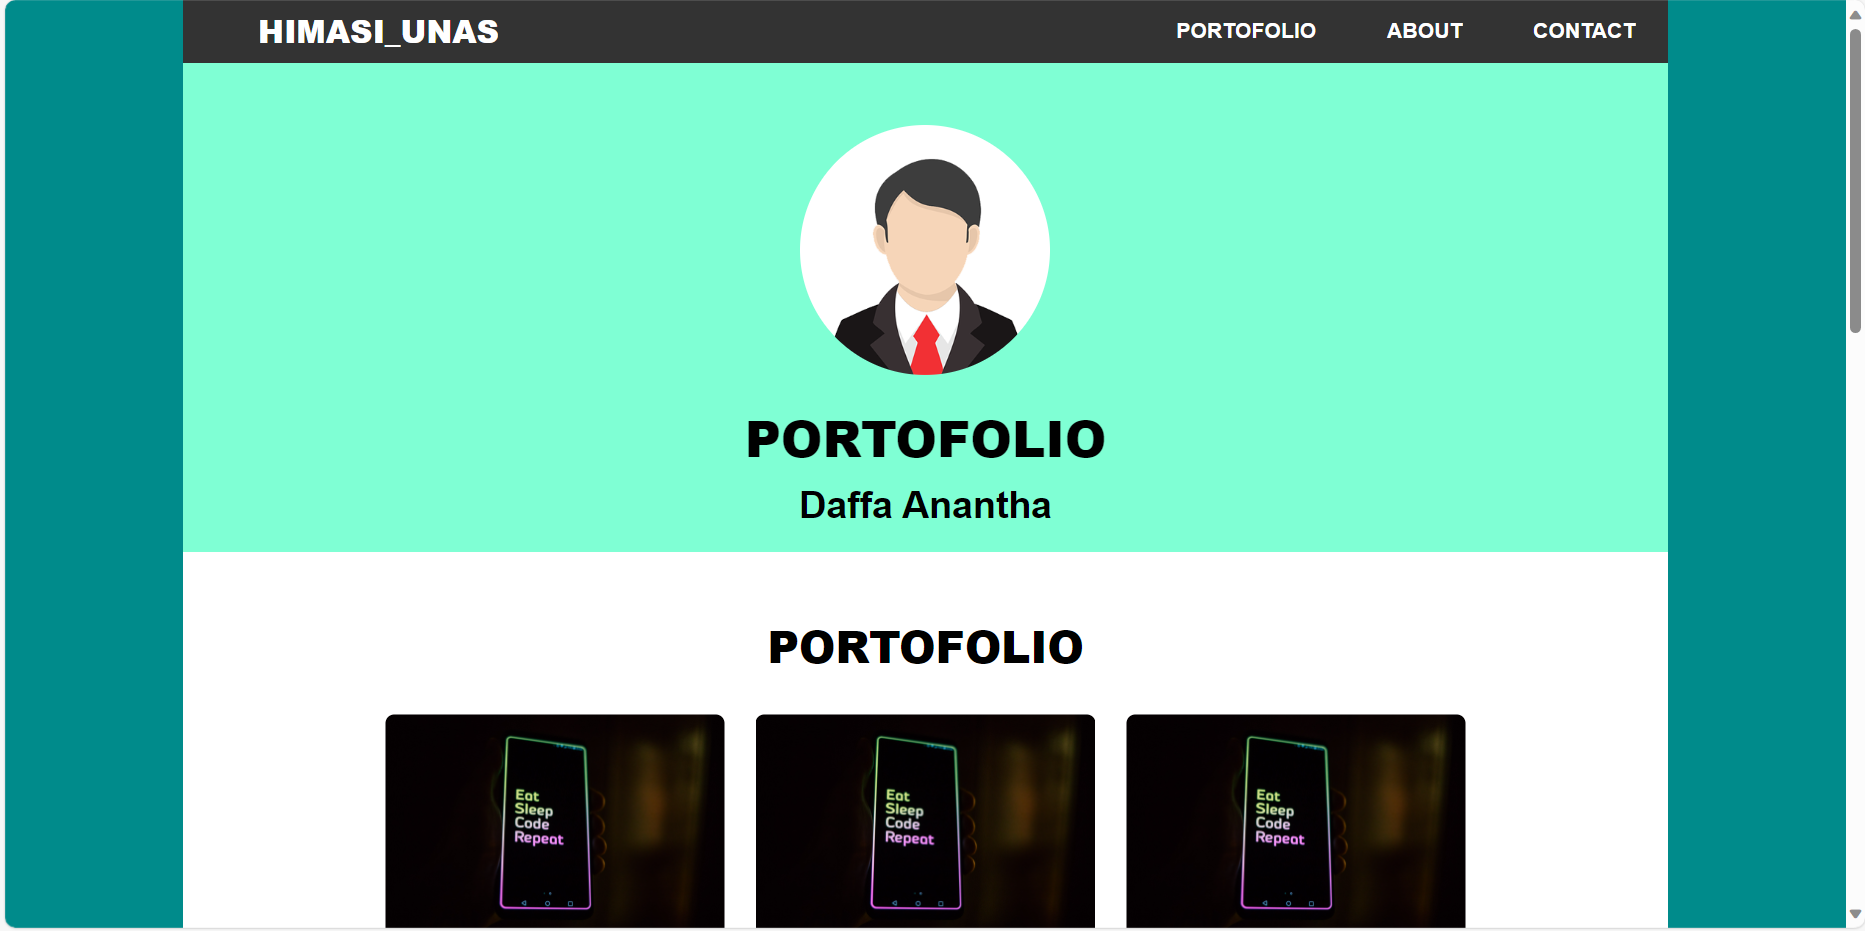 HIMASI_UNAS
PORTOFOLIO ABOUT CONTACT
PORTOFOLIO
Daffa Anantha
PORTOFOLIO
Eat
Sleep
Code
Repeat
Eat
Sleep
Code
Repeat
Eat
Sleep
Code
Repeat